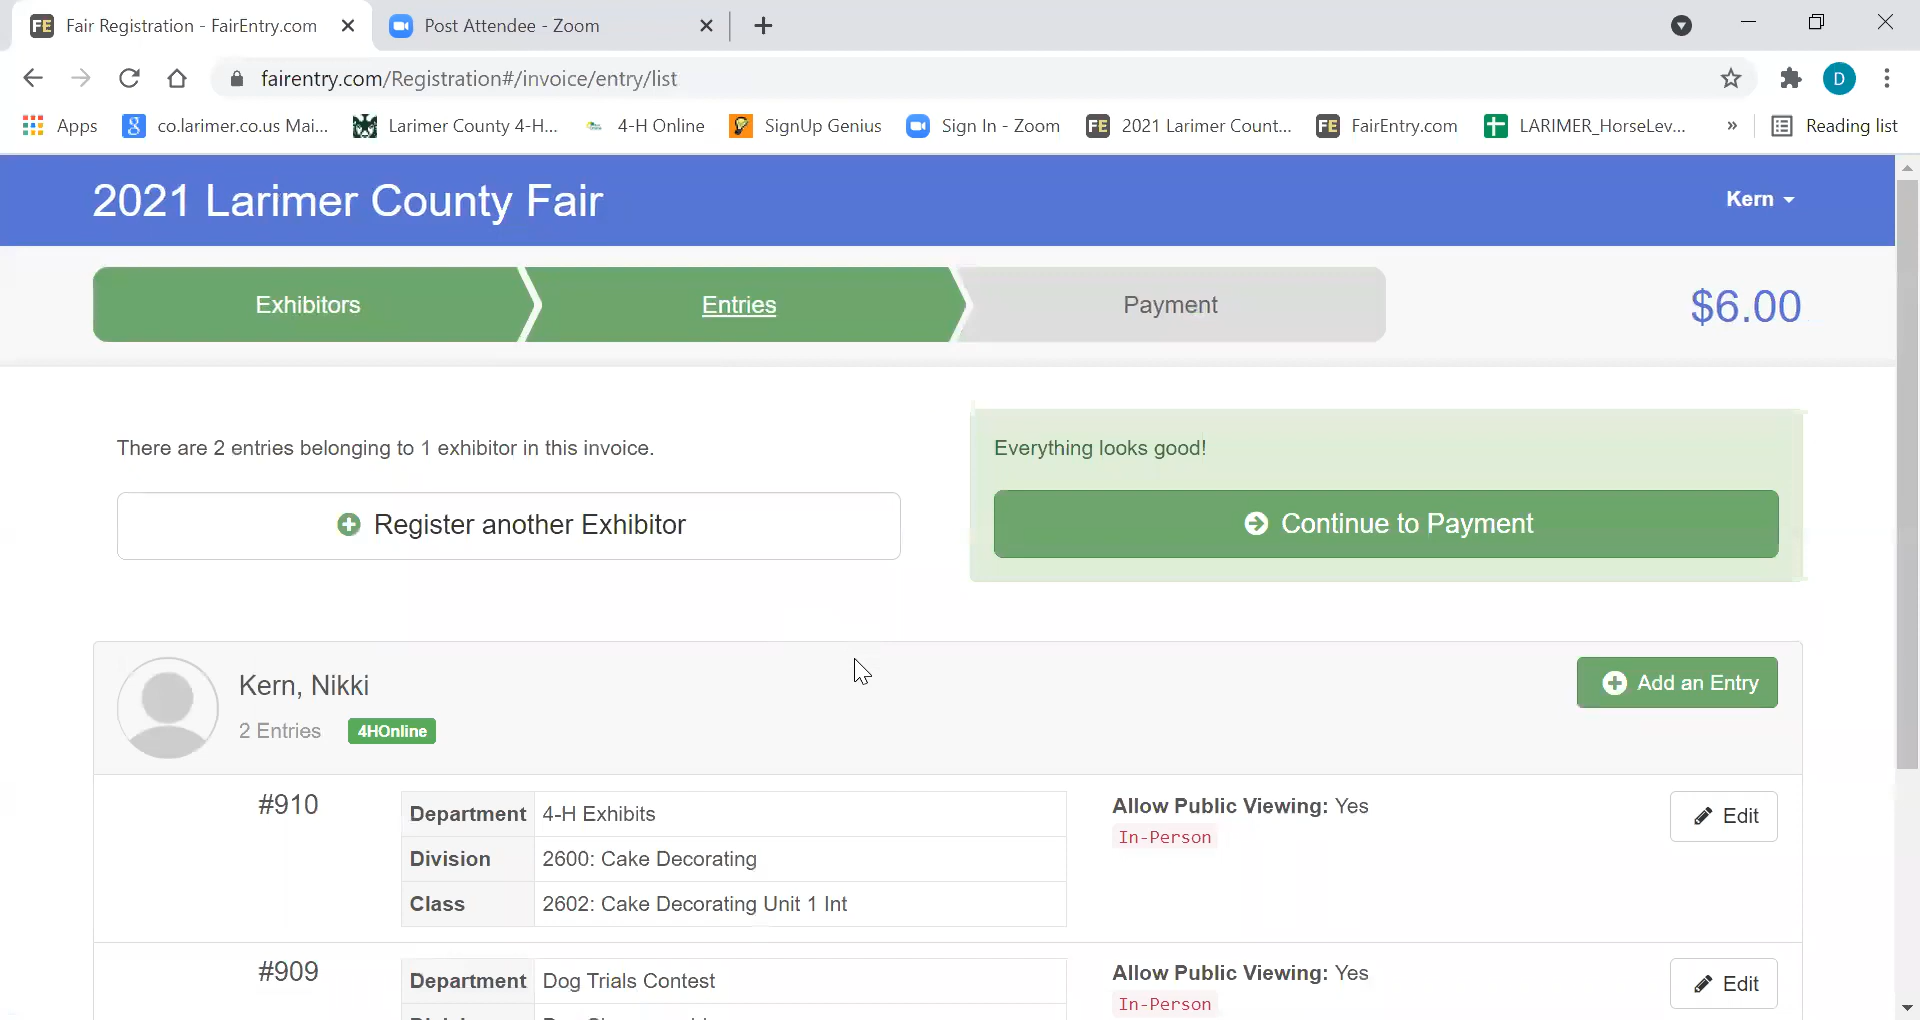 FE Fair Registration - FairEntry.com
Post Attendee - Zoom
fairentry.com/Registration#/invoice/entry/list
D
Apps
co.larimer.co.us Mai...
Larimer County 4-H...
4-H Online
SignUp Genius
Sign In - Zoom
FE 2021 Larimer Count...
FE FairEntry.com
LARIMER_HorseLev...
»
Reading list
2021 Larimer County Fair
Kern
Exhibitors
Entries
Payment
$6.00
There are 2 entries belonging to 1 exhibitor in this invoice.
Everything looks good!
Register another Exhibitor
Continue to Payment
Kern, Nikki
2 Entries
4HOnline
Add an Entry
#910
Department 4-H Exhibits
Division 2600: Cake Decorating
Class 2602: Cake Decorating Unit 1 Int
Allow Public Viewing: Yes
In-Person
Edit
#909
Department Dog Trials Contest
Allow Public Viewing: Yes
In-Person
Edit